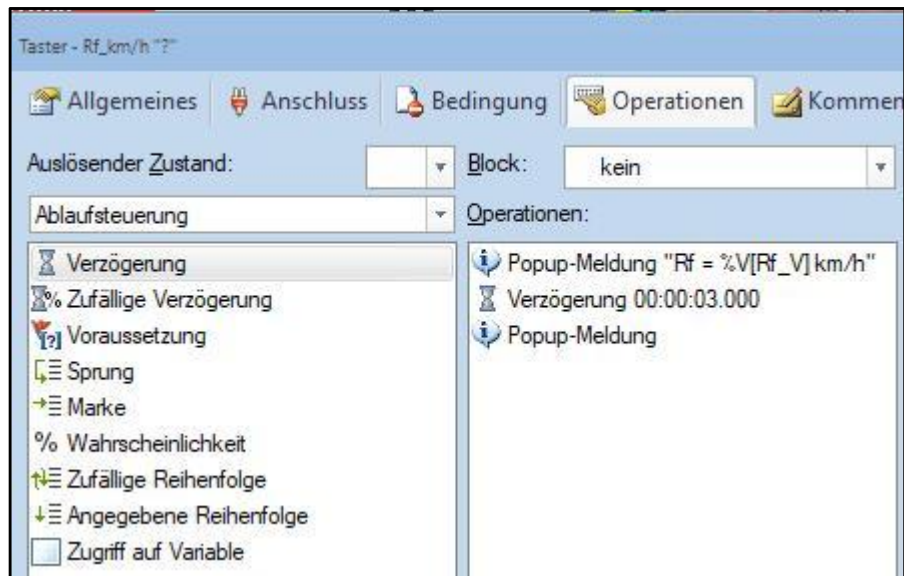 Taster - Rf_km/h "?"
Allgemeines Anschluss Bedingung Operationen Kommen
Auslösender Zustand: Block: kein
Ablaufsteuerung Operationen:
Verzögerung
Zufällige Verzögerung
Voraussetzung
Sprung
Marke
% Wahrscheinlichkeit
Zufällige Reihenfolge
Angegebene Reihenfolge
Zugriff auf Variable
Popup-Meldung "Rf = %V[Rf_V] km/h"
Verzögerung 00:00:03.000
Popup-Meldung